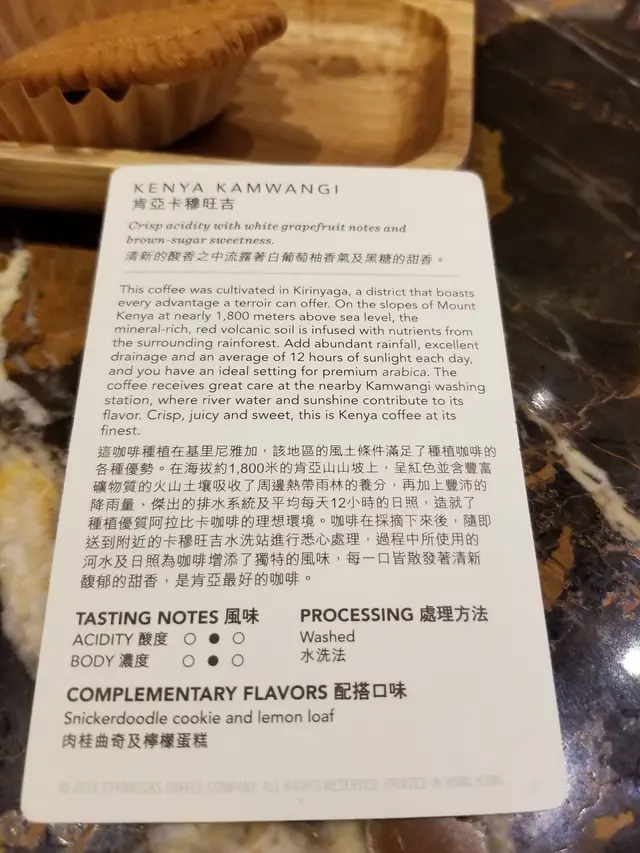 KENYA KAMWANGI
肯亞卡穆旺吉
Crisp acidity with white grapefruit notes and
brown-sugar sweetness.
清新的酸香之中流露著白葡萄柚香氣及黑糖的甜香。
This coffee was cultivated in Kirinyaga, a district that boasts
every advantage a terroir can offer. On the slopes of Mount
Kenya at nearly 1,800 meters above sea level, the
mineral-rich, red volcanic soil is infused with nutrients from
the surrounding rainforest. Add abundant rainfall, excellent
drainage and an average of 12 hours of sunlight each day,
and you have an ideal setting for premium arabica. The
coffee receives great care at the nearby Kamwangi washing
station, where river water and sunshine contribute to its
flavor. Crisp, juicy and sweet, this is Kenya coffee at its
finest.
這咖啡種植在基里尼雅加，該地區的風土條件滿足了種植咖啡的
各種優勢。在海拔約1,800米的肯亞山山坡上，呈紅色並含豐富
礦物質的火山土壤吸收了周邊熱帶雨林的養分，再加上豐沛的
降雨量、傑出的排水系統及平均每天12小時的日照，造就了
種植優質阿拉比卡咖啡的理想環境。咖啡在採摘下來後，隨即
送到附近的卡穆旺吉水洗站進行悉心處理，過程中所使用的
河水及日照為咖啡增添了獨特的風味，每一口皆散發著清新
馥郁的甜香，是肯亞最好的咖啡。
TASTING NOTES 風味
ACIDITY 酸度 ○ ● ○
BODY 濃度 ○ ● ○
PROCESSING 處理方法
Washed
水洗法
COMPLEMENTARY FLAVORS 配搭口味
Snickerdoodle cookie and lemon loaf
肉桂曲奇及檸檬蛋糕
STARBUCKS COFFEE COMPANY. ALL RIGHTS RESERVED. PRINTED IN HONG KONG